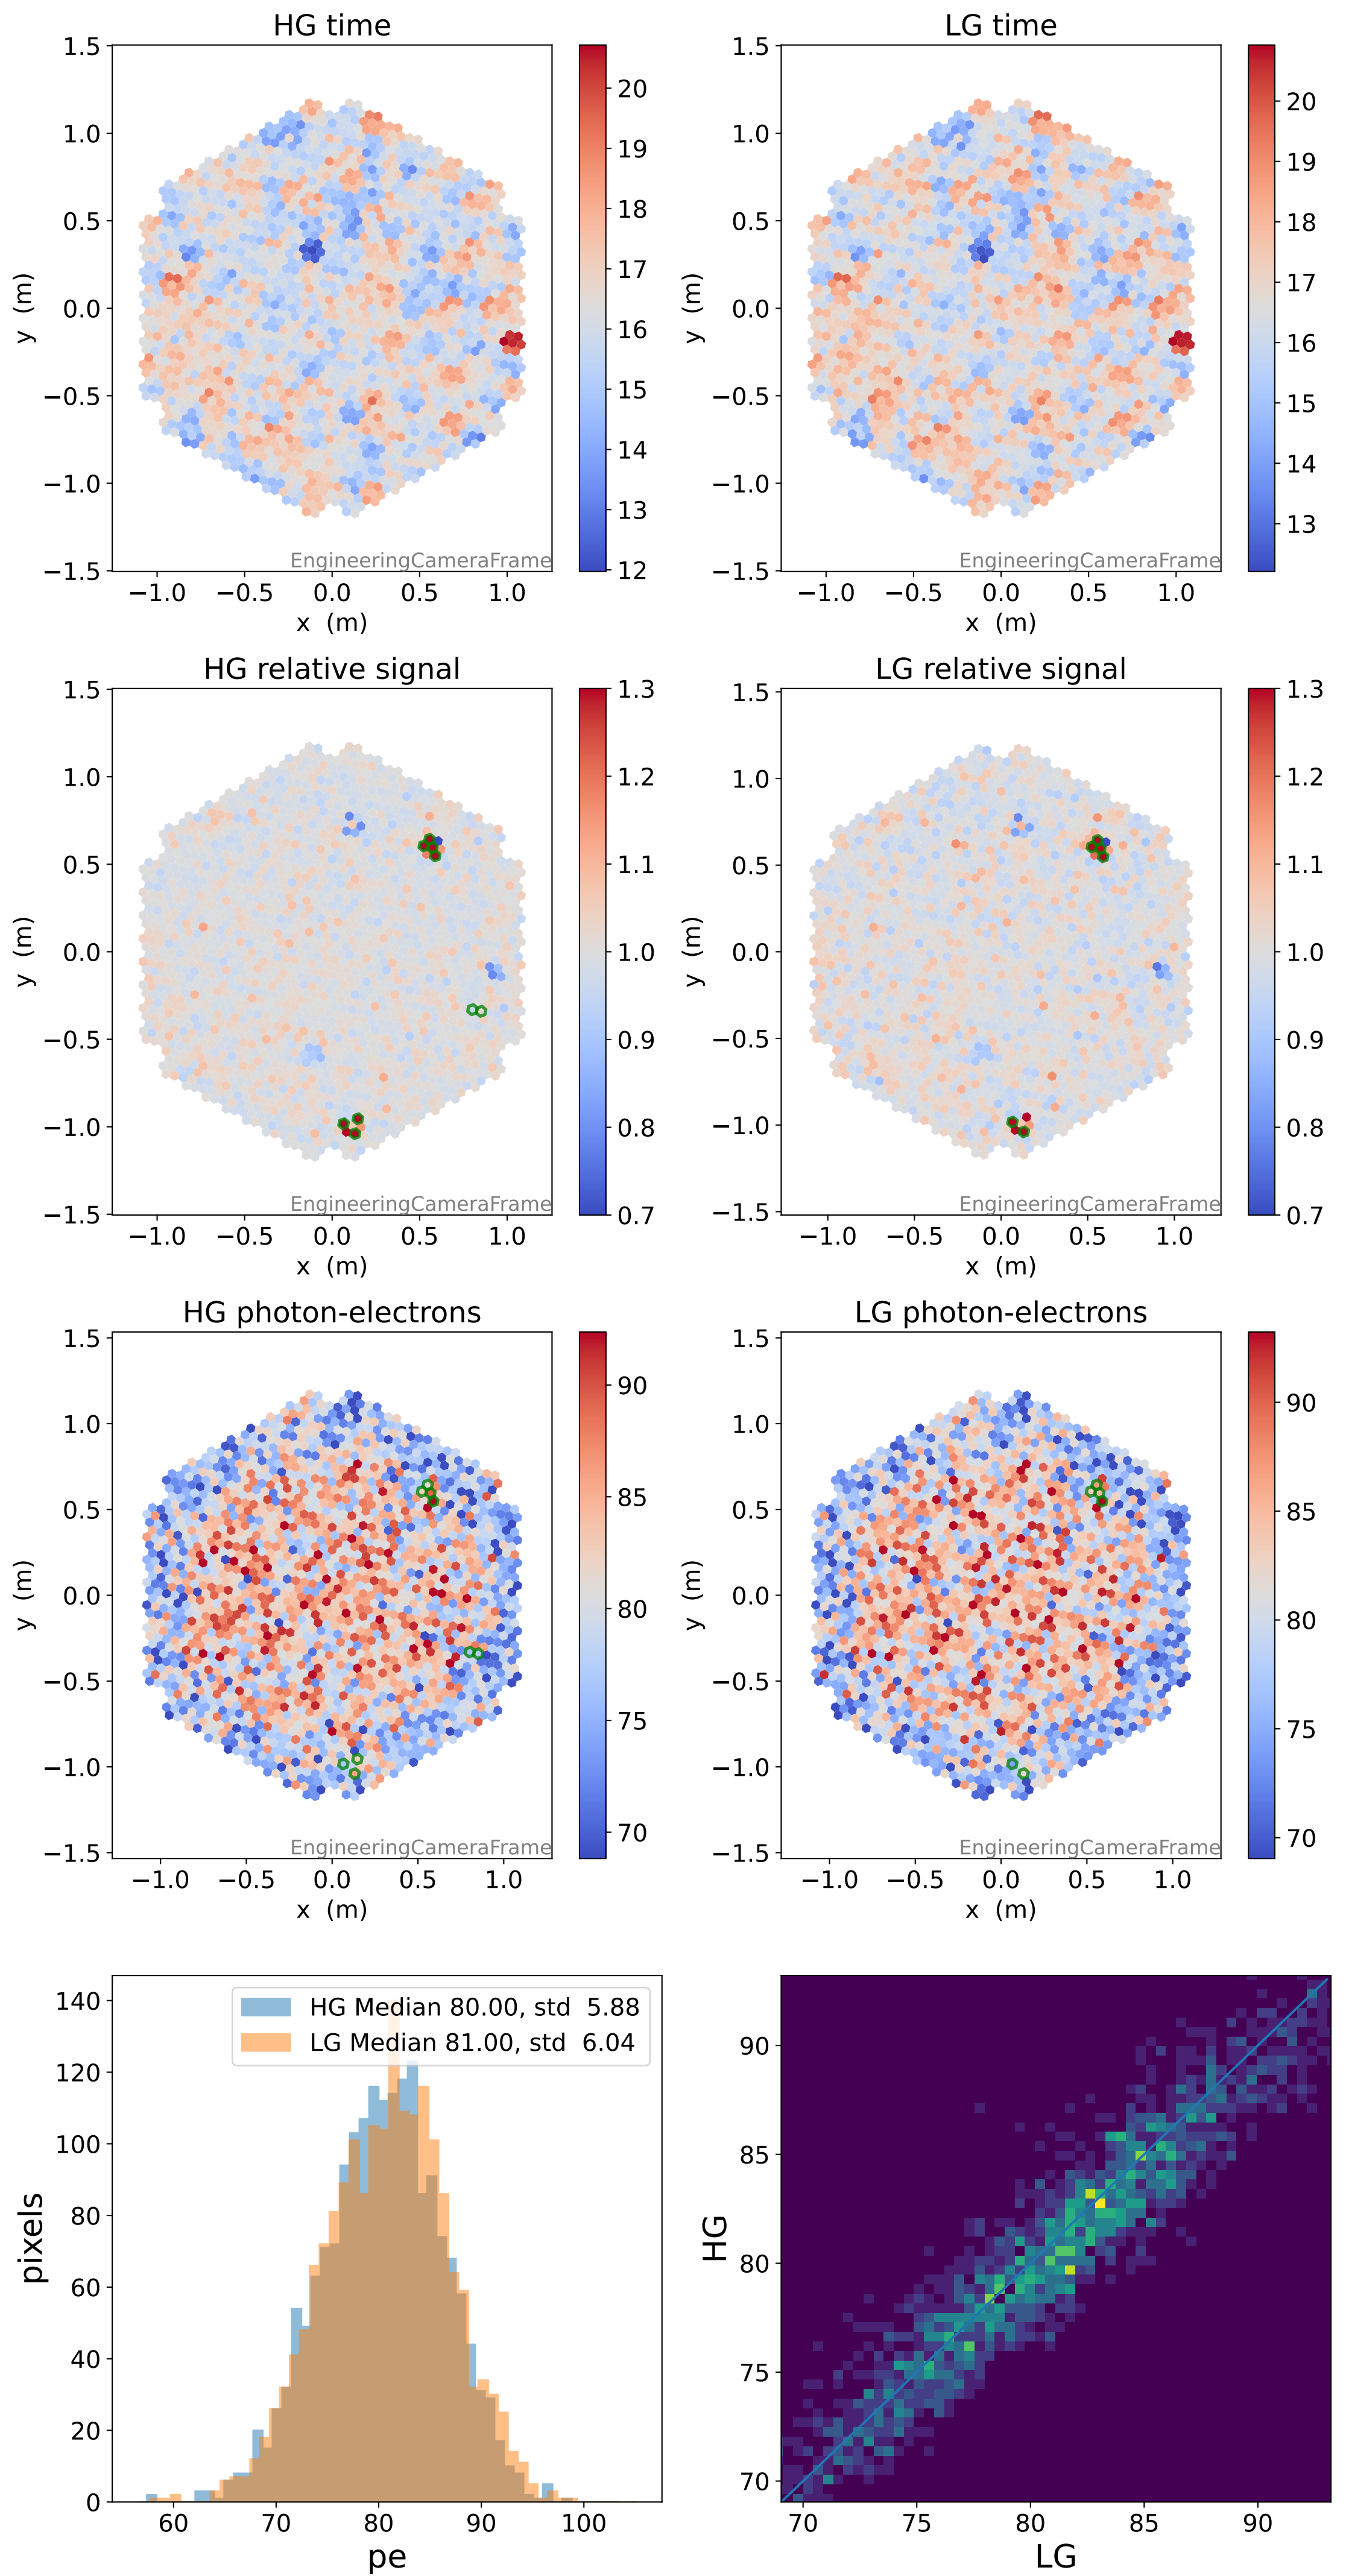 HG time
LG time
1.5
1.0
0.5
0.0
−0.5
−1.0
−1.5
y (m)
−1.0 −0.5 0.0 0.5 1.0
x (m)
EngineeringCameraFrame
20
19
18
17
16
15
14
13
12
1.5
1.0
0.5
0.0
−0.5
−1.0
−1.5
y (m)
−1.0 −0.5 0.0 0.5 1.0
x (m)
EngineeringCameraFrame
20
19
18
17
16
15
14
13
HG relative signal
LG relative signal
1.5
1.0
0.5
0.0
−0.5
−1.0
−1.5
y (m)
−1.0 −0.5 0.0 0.5 1.0
x (m)
EngineeringCameraFrame
1.3
1.2
1.1
1.0
0.9
0.8
0.7
1.5
1.0
0.5
0.0
−0.5
−1.0
−1.5
y (m)
−1.0 −0.5 0.0 0.5 1.0
x (m)
EngineeringCameraFrame
1.3
1.2
1.1
1.0
0.9
0.8
0.7
HG photon-electrons
LG photon-electrons
1.5
1.0
0.5
0.0
−0.5
−1.0
−1.5
y (m)
−1.0 −0.5 0.0 0.5 1.0
x (m)
EngineeringCameraFrame
90
85
80
75
70
1.5
1.0
0.5
0.0
−0.5
−1.0
−1.5
y (m)
−1.0 −0.5 0.0 0.5 1.0
x (m)
EngineeringCameraFrame
90
85
80
75
70
HG Median 80.00, std 5.88
LG Median 81.00, std 6.04
140
120
100
80
60
40
20
0
pixels
60 70 80 90 100
pe
90
85
80
75
70
HG
70 75 80 85 90
LG